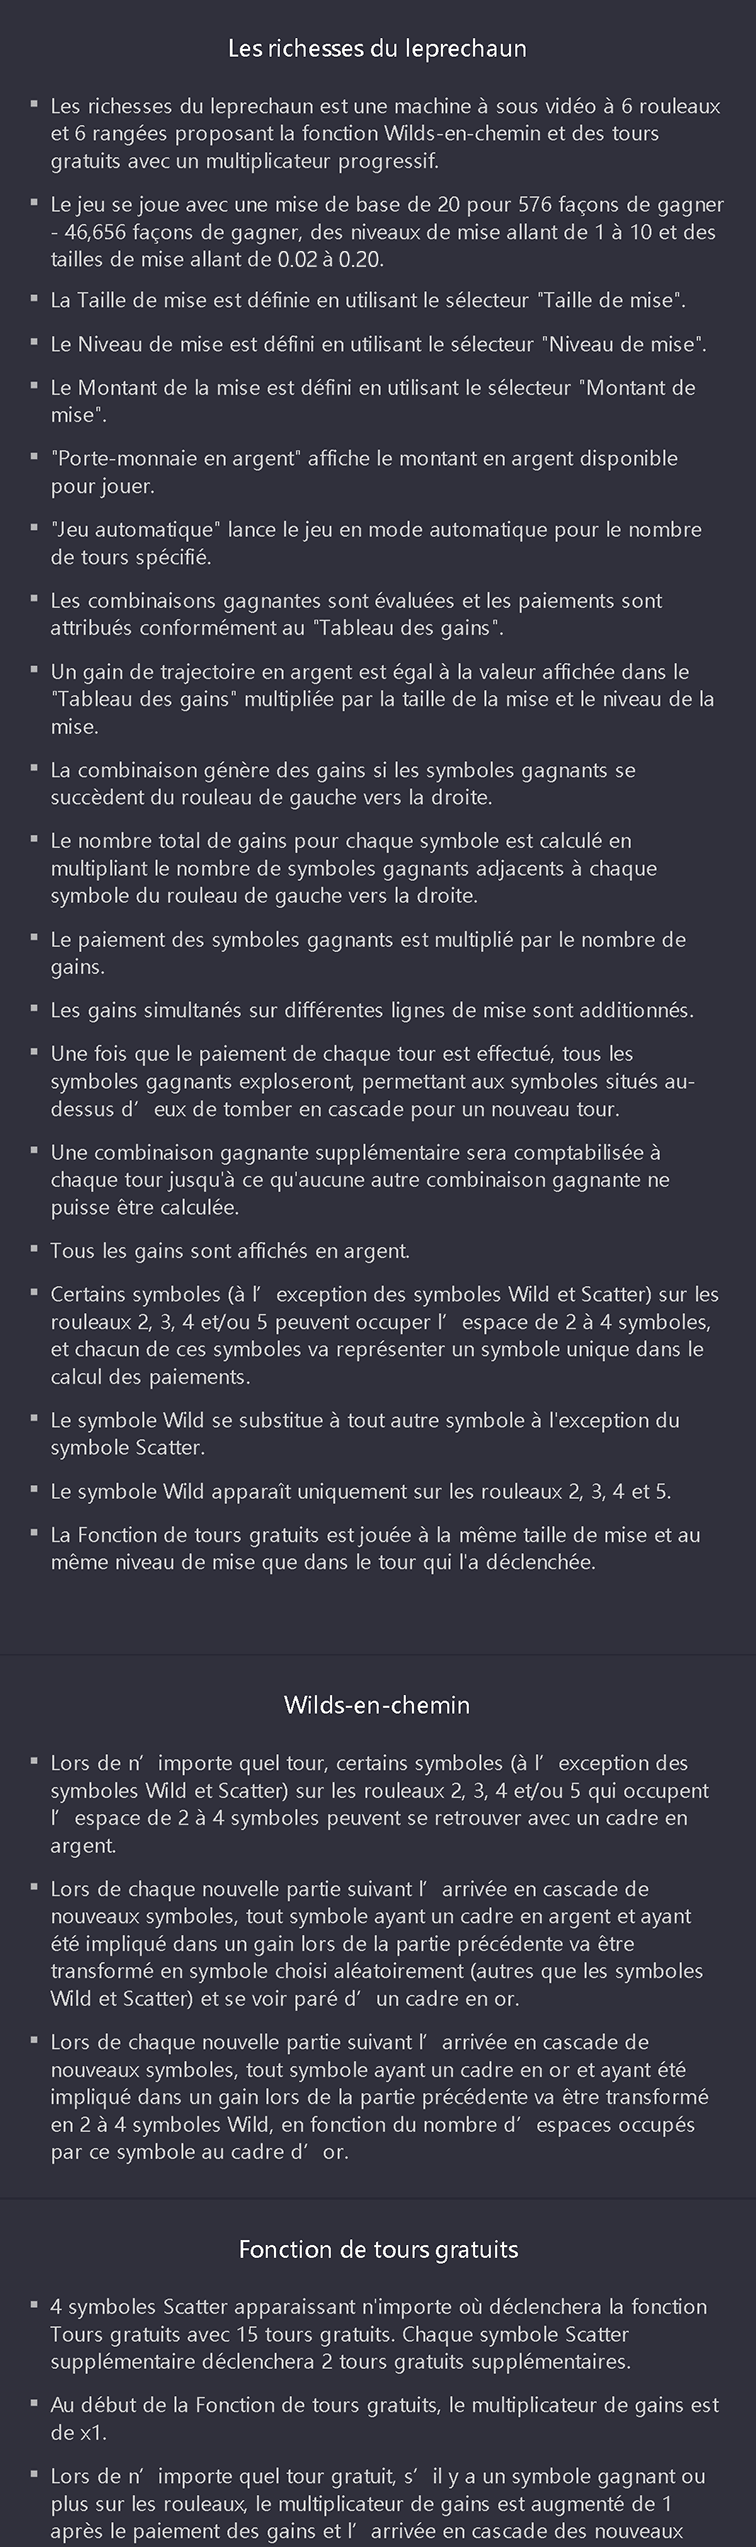 Les richesses du leprechaun
▪ Les richesses du leprechaun est une machine à sous vidéo à 6 rouleaux
et 6 rangées proposant la fonction Wilds-en-chemin et des tours
gratuits avec un multiplicateur progressif.
▪ Le jeu se joue avec une mise de base de 20 pour 576 façons de gagner
- 46,656 façons de gagner, des niveaux de mise allant de 1 à 10 et des
tailles de mise allant de 0.02 à 0.20.
▪ La Taille de mise est définie en utilisant le sélecteur "Taille de mise".
▪ Le Niveau de mise est défini en utilisant le sélecteur "Niveau de mise".
▪ Le Montant de la mise est défini en utilisant le sélecteur "Montant de
mise".
▪ "Porte-monnaie en argent" affiche le montant en argent disponible
pour jouer.
▪ "Jeu automatique" lance le jeu en mode automatique pour le nombre
de tours spécifié.
▪ Les combinaisons gagnantes sont évaluées et les paiements sont
attribués conformément au "Tableau des gains".
▪ Un gain de trajectoire en argent est égal à la valeur affichée dans le
"Tableau des gains" multipliée par la taille de la mise et le niveau de la
mise.
▪ La combinaison génère des gains si les symboles gagnants se
succèdent du rouleau de gauche vers la droite.
▪ Le nombre total de gains pour chaque symbole est calculé en
multipliant le nombre de symboles gagnants adjacents à chaque
symbole du rouleau de gauche vers la droite.
▪ Le paiement des symboles gagnants est multiplié par le nombre de
gains.
▪ Les gains simultanés sur différentes lignes de mise sont additionnés.
▪ Une fois que le paiement de chaque tour est effectué, tous les
symboles gagnants exploseront, permettant aux symboles situés au-
dessus d’ eux de tomber en cascade pour un nouveau tour.
▪ Une combinaison gagnante supplémentaire sera comptabilisée à
chaque tour jusqu'à ce qu'aucune autre combinaison gagnante ne
puisse être calculée.
▪ Tous les gains sont affichés en argent.
▪ Certains symboles (à l’ exception des symboles Wild et Scatter) sur les
rouleaux 2, 3, 4 et/ou 5 peuvent occuper l’ espace de 2 à 4 symboles,
et chacun de ces symboles va représenter un symbole unique dans le
calcul des paiements.
▪ Le symbole Wild se substitue à tout autre symbole à l'exception du
symbole Scatter.
▪ Le symbole Wild apparaît uniquement sur les rouleaux 2, 3, 4 et 5.
▪ La Fonction de tours gratuits est jouée à la même taille de mise et au
même niveau de mise que dans le tour qui l'a déclenchée.
Wilds-en-chemin
▪ Lors de n’ importe quel tour, certains symboles (à l’ exception des
symboles Wild et Scatter) sur les rouleaux 2, 3, 4 et/ou 5 qui occupent
l’ espace de 2 à 4 symboles peuvent se retrouver avec un cadre en
argent.
▪ Lors de chaque nouvelle partie suivant l’ arrivée en cascade de
nouveaux symboles, tout symbole ayant un cadre en argent et ayant
été impliqué dans un gain lors de la partie précédente va être
transformé en symbole choisi aléatoirement (autres que les symboles
Wild et Scatter) et se voir paré d’ un cadre en or.
▪ Lors de chaque nouvelle partie suivant l’ arrivée en cascade de
nouveaux symboles, tout symbole ayant un cadre en or et ayant été
impliqué dans un gain lors de la partie précédente va être transformé
en 2 à 4 symboles Wild, en fonction du nombre d’ espaces occupés
par ce symbole au cadre d’ or.
Fonction de tours gratuits
▪ 4 symboles Scatter apparaissant n'importe où déclenchera la fonction
Tours gratuits avec 15 tours gratuits. Chaque symbole Scatter
supplémentaire déclenchera 2 tours gratuits supplémentaires.
▪ Au début de la Fonction de tours gratuits, le multiplicateur de gains est
de x1.
▪ Lors de n’ importe quel tour gratuit, s’ il y a un symbole gagnant ou
plus sur les rouleaux, le multiplicateur de gains est augmenté de 1
après le paiement des gains et l’ arrivée en cascade des nouveaux